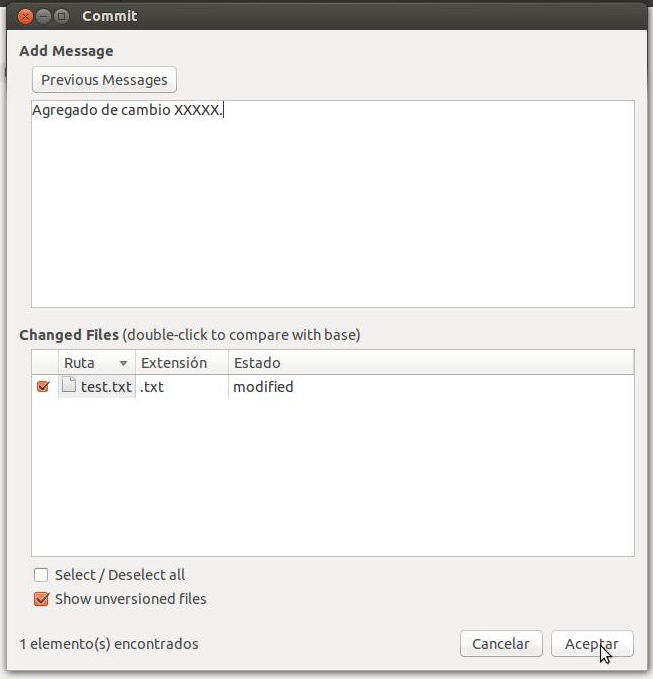 Commit
Add Message
Previous Messages
Agregado de cambio XXXXX.
Changed Files (double-click to compare with base)
Ruta Extensión Estado
test.txt .txt modified
Select / Deselect all
Show unversioned files
1 elemento(s) encontrados Cancelar Aceptar